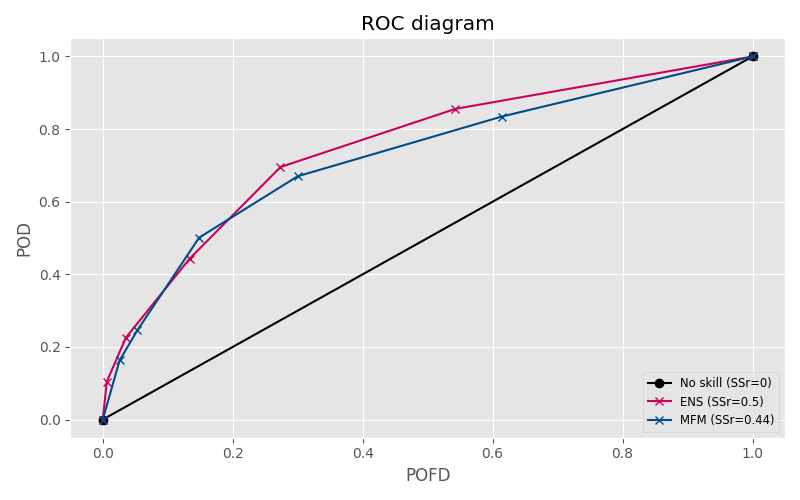 ROC diagram
1.0
0.8
0.6
0.4
0.2
0.0
POD
0.0 0.2 0.4 0.6 0.8 1.0
POFD
No skill (SSr=0)
ENS (SSr=0.5)
MFM (SSr=0.44)